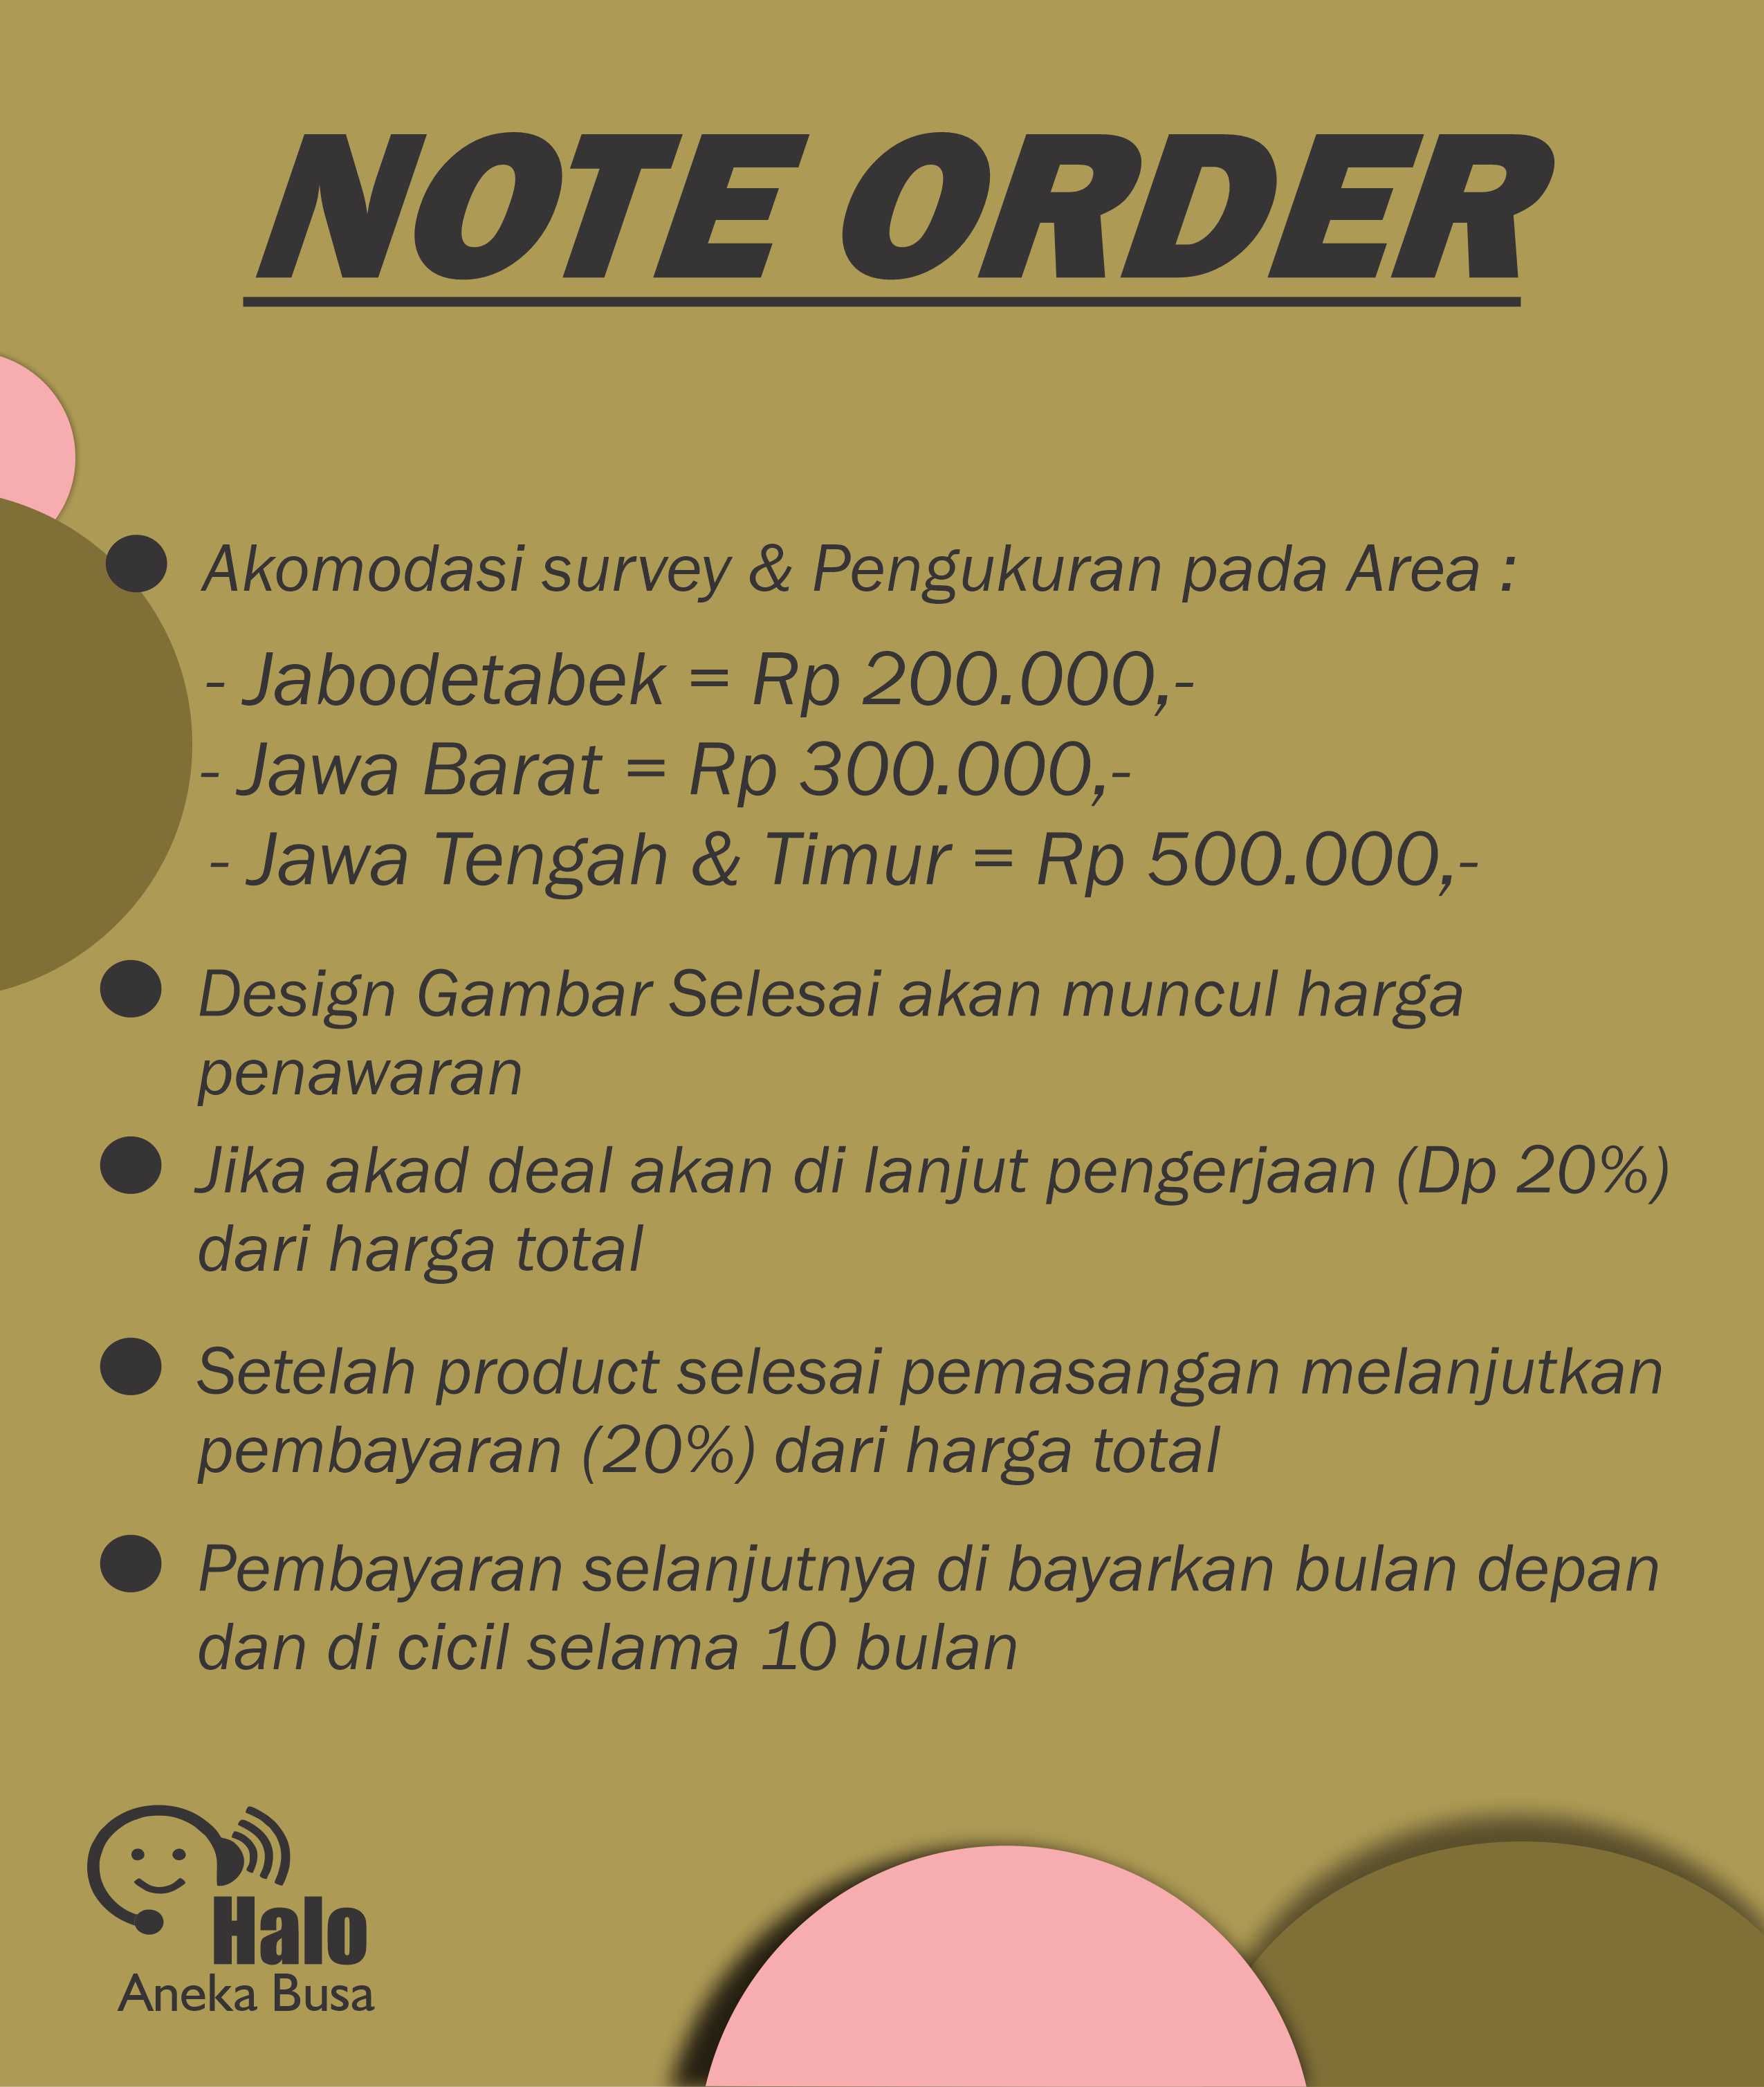 NOTE ORDER
Akomodasi survey & Pengukuran pada Area :
- Jabodetabek = Rp 200.000,-
- Jawa Barat = Rp 300.000,-
- Jawa Tengah & Timur = Rp 500.000,-
Design Gambar Selesai akan muncul harga
penawaran
Jika akad deal akan di lanjut pengerjaan (Dp 20%)
dari harga total
Setelah product selesai pemasangan melanjutkan
pembayaran (20%) dari harga total
Pembayaran selanjutnya di bayarkan bulan depan
dan di cicil selama 10 bulan
Halo
Aneka Busa